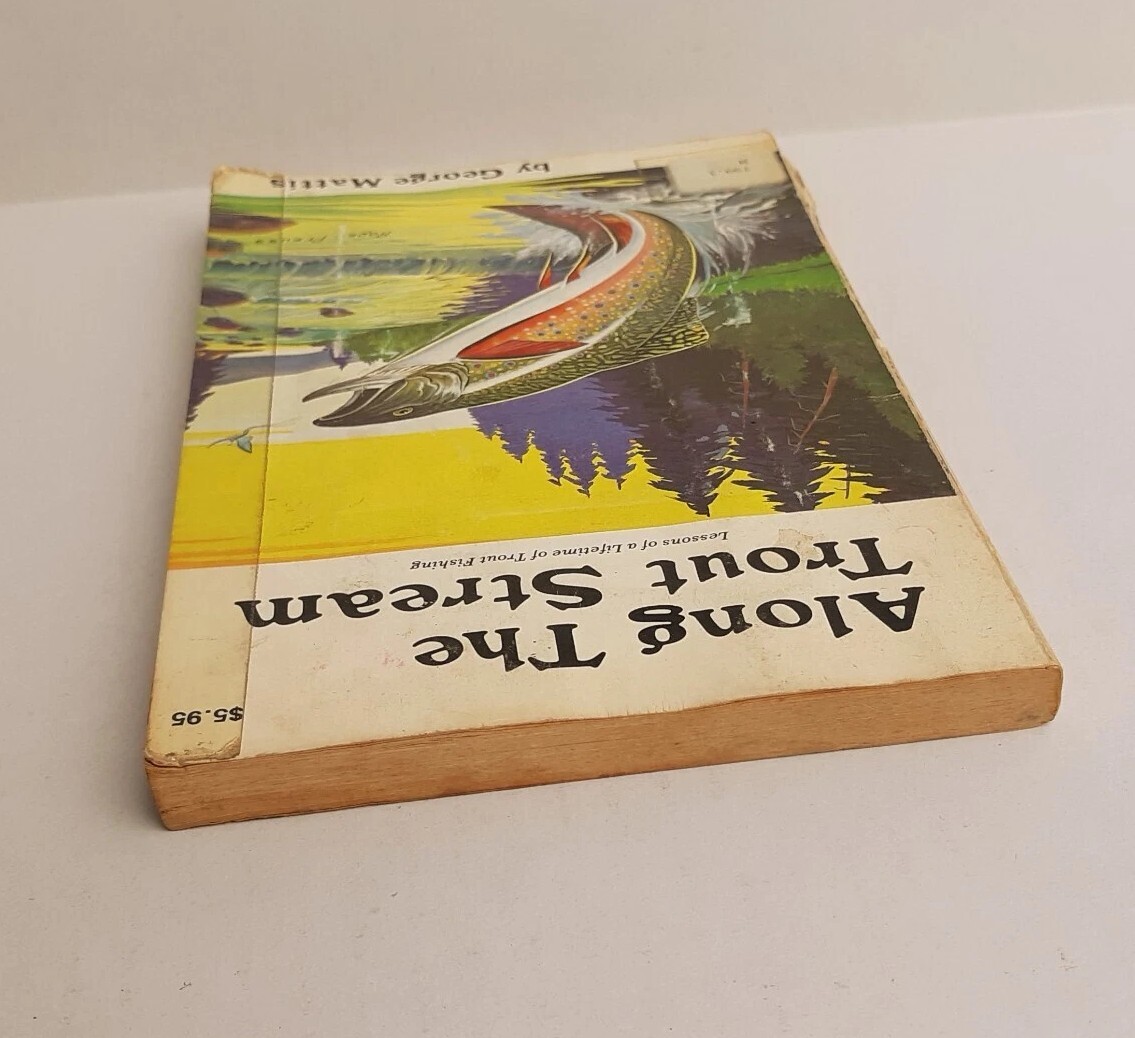 $5.95
Along The
Trout Stream
Lessons of a Lifetime of Trout Fishing
by George Mattis